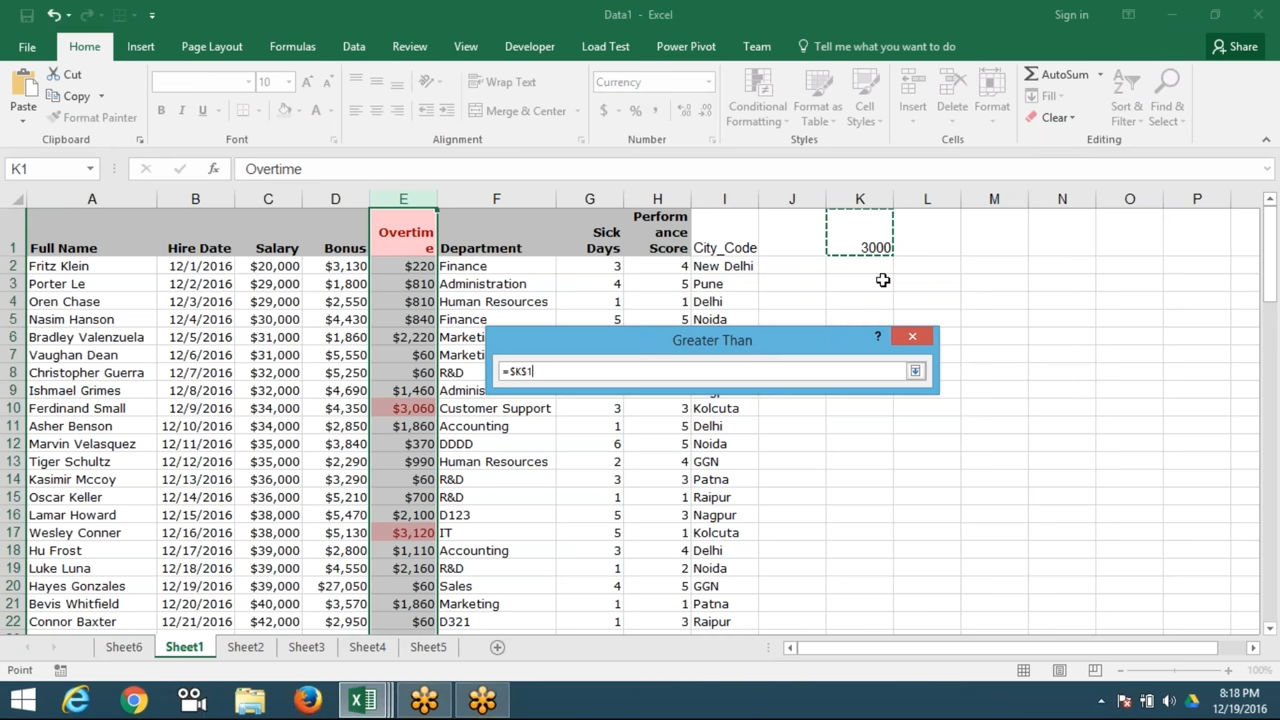 Data1 - Excel
Sign in
File Home Insert Page Layout Formulas Data Review View Developer Load Test Power Pivot Team Tell me what you want to do Share
Paste
Cut
Copy
Format Painter
10
B I U
Wrap Text
Merge & Center
Currency
$ % ,
Conditional Formatting
Format as Table
Cell Styles
Insert
Delete
Format
AutoSum
Fill
Clear
Sort & Filter
Find & Select
Clipboard Font Alignment Number Styles Cells Editing
K1 fx Overtime
A B C D E F G H I J K L M N O P
1 Full Name Hire Date Salary Bonus Overtime Department Sick Days Performance Score City_Code 3000
2 Fritz Klein 12/1/2016 $20,000 $3,130 $220 Finance 3 4 New Delhi
3 Porter Le 12/2/2016 $29,000 $1,800 $810 Administration 4 5 Pune
4 Oren Chase 12/3/2016 $29,000 $2,550 $810 Human Resources 1 1 Delhi
5 Nasim Hanson 12/4/2016 $30,000 $4,430 $840 Finance 5 5 Noida
6 Bradley Valenzuela 12/5/2016 $31,000 $1,860 $2,220 Marketi
7 Vaughan Dean 12/6/2016 $31,000 $5,550 $60 Marketi
8 Christopher Guerra 12/7/2016 $32,000 $5,250 $60 R&D
9 Ishmael Grimes 12/8/2016 $32,000 $4,690 $1,460 Adminis
10 Ferdinand Small 12/9/2016 $34,000 $4,350 $3,060 Customer Support 3 3 Kolcuta
11 Asher Benson 12/10/2016 $34,000 $2,850 $1,860 Accounting 1 5 Delhi
12 Marvin Velasquez 12/11/2016 $35,000 $3,840 $370 DDDD 6 5 Noida
13 Tiger Schultz 12/12/2016 $35,000 $2,290 $990 Human Resources 2 4 GGN
14 Kasimir Mccoy 12/13/2016 $36,000 $3,290 $60 R&D 3 3 Patna
15 Oscar Keller 12/14/2016 $36,000 $5,210 $700 R&D 1 1 Raipur
16 Lamar Howard 12/15/2016 $38,000 $5,470 $2,100 D123 5 3 Nagpur
17 Wesley Conner 12/16/2016 $38,000 $5,130 $3,120 IT 5 1 Kolcuta
18 Hu Frost 12/17/2016 $39,000 $2,800 $1,110 Accounting 3 4 Delhi
19 Luke Luna 12/18/2016 $39,000 $4,550 $2,160 R&D 1 2 Noida
20 Hayes Gonzales 12/19/2016 $39,000 $27,050 $60 Sales 4 5 GGN
21 Bevis Whitfield 12/20/2016 $40,000 $3,570 $1,860 Marketing 1 1 Patna
22 Connor Baxter 12/21/2016 $42,000 $2,950 $60 D321 1 3 Raipur
Greater Than
=$K$1
Sheet6 Sheet1 Sheet2 Sheet3 Sheet4 Sheet5
Point 100%
8:18 PM
12/19/2016